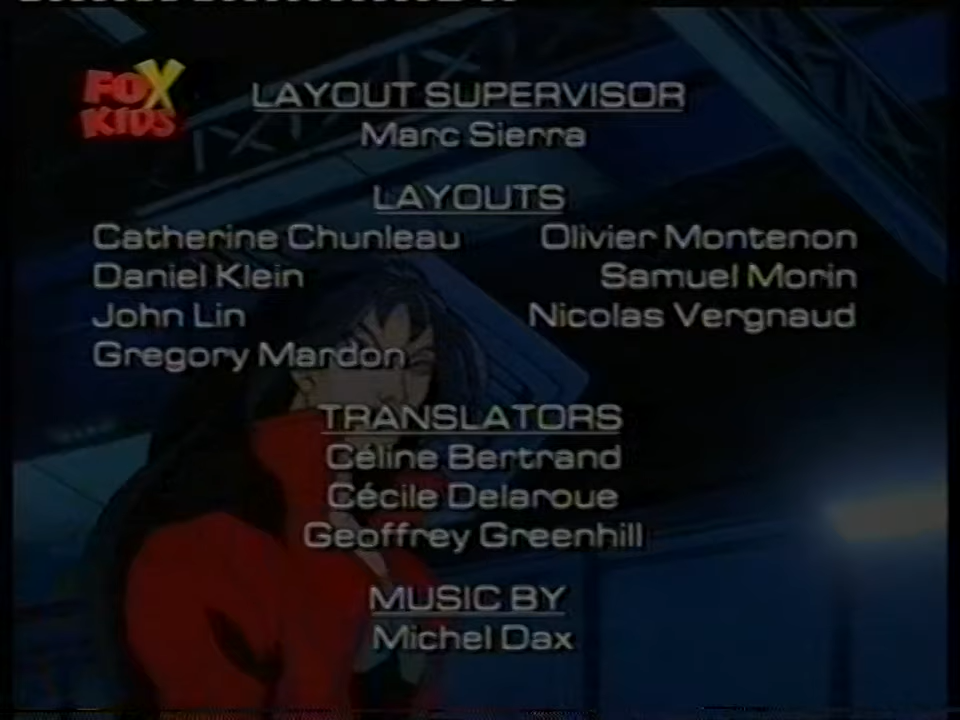 FOX
KIDS
LAYOUT SUPERVISOR
Marc Sierra
LAYOUTS
Catherine Chunleau
Olivier Montenon
Daniel Klein
Samuel Morin
John Lin
Nicolas Vergnaud
Gregory Mardon
TRANSLATORS
Céline Bertrand
Cécile Delaroue
Geoffrey Greenhill
MUSIC BY
Michel Dax